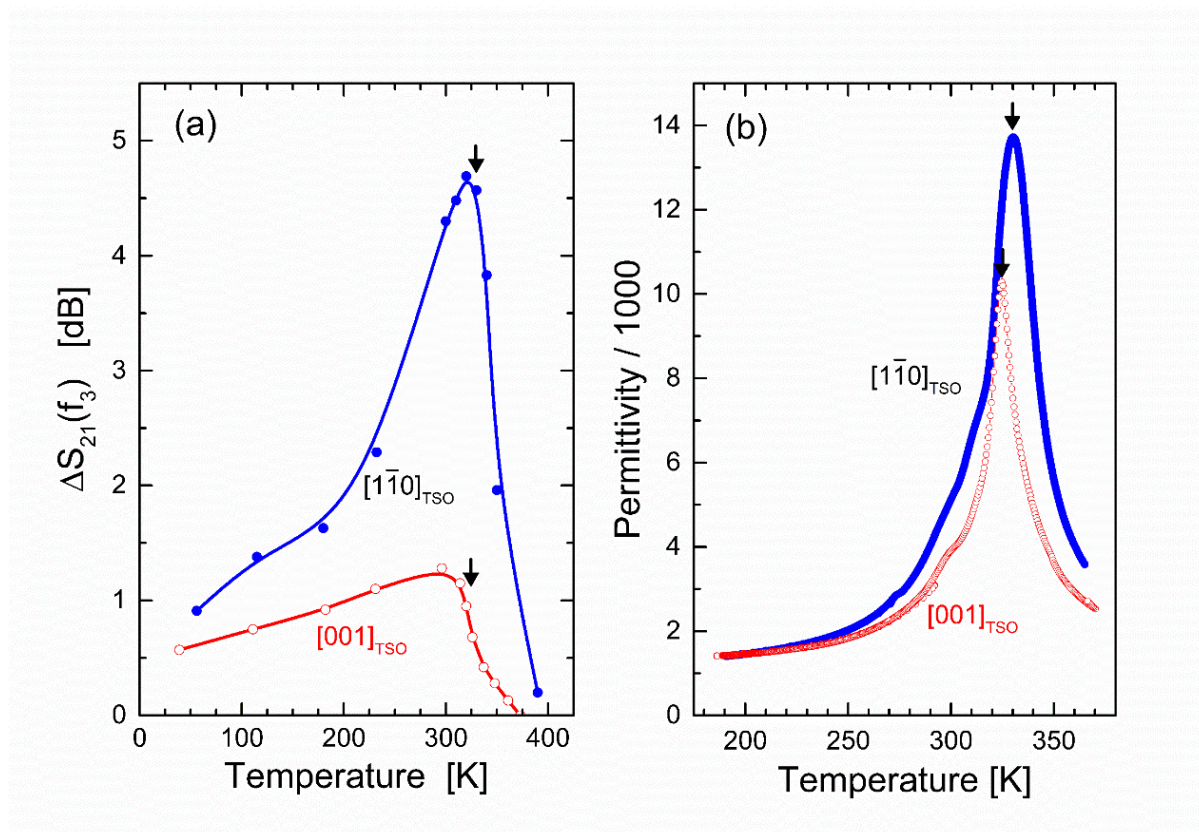 (a)
5
4
3
2
1
0
ΔS₂₁(f₃) [dB]
[11̄0]TSO
[001]TSO
0 100 200 300 400
Temperature [K]
(b)
14
12
10
8
6
4
2
0
Permittivity / 1000
[11̄0]TSO
[001]TSO
200 250 300 350
Temperature [K]